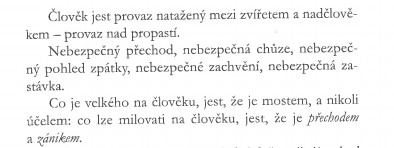 Člověk jest provaz natažený mezi zvířetem a nadčlově-
kem – provaz nad propastí.
Nebezpečný přechod, nebezpečná chůze, nebezpeč-
ný pohled zpátky, nebezpečné zachvění, nebezpečná za-
stávka.
Co je velkého na člověku, jest, že je mostem, a nikoli
účelem: co lze milovati na člověku, jest, že je přechodem
a zánikem.